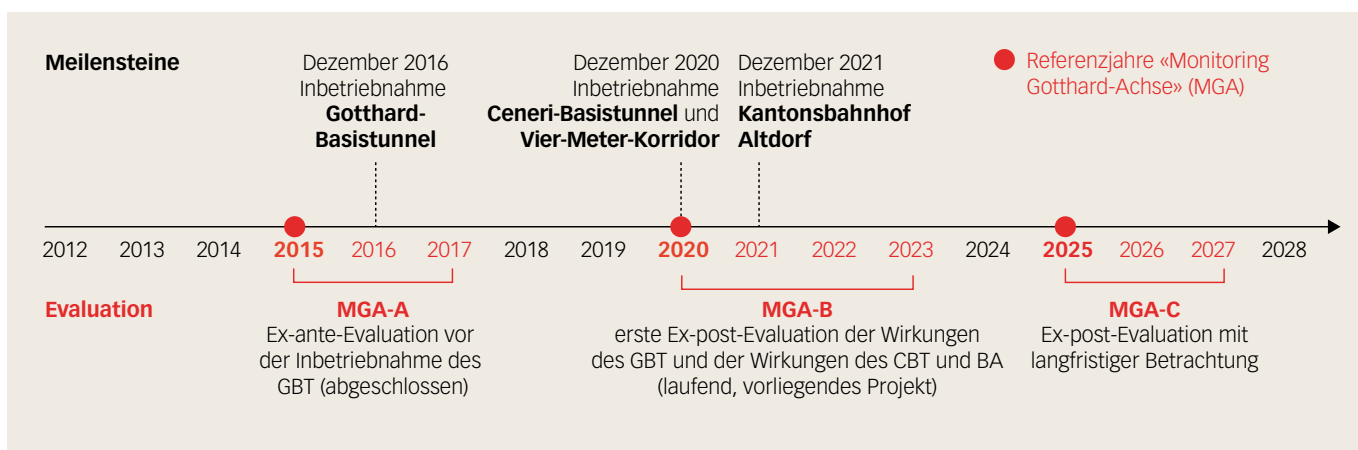 Meilensteine
Dezember 2016
Inbetriebnahme
Gotthard-
Basistunnel
Dezember 2020
Inbetriebnahme
Ceneri-Basistunnel und
Vier-Meter-Korridor
Dezember 2021
Inbetriebnahme
Kantonsbahnhof
Altdorf
Referenzjahre «Monitoring
Gotthard-Achse» (MGA)
2012 2013 2014 2015 2016 2017 2018 2019 2020 2021 2022 2023 2024 2025 2026 2027 2028
Evaluation
MGA-A
Ex-ante-Evaluation vor
der Inbetriebnahme des
GBT (abgeschlossen)
MGA-B
erste Ex-post-Evaluation der Wirkungen
des GBT und der Wirkungen des CBT und BA
(laufend, vorliegendes Projekt)
MGA-C
Ex-post-Evaluation mit
langfristiger Betrachtung